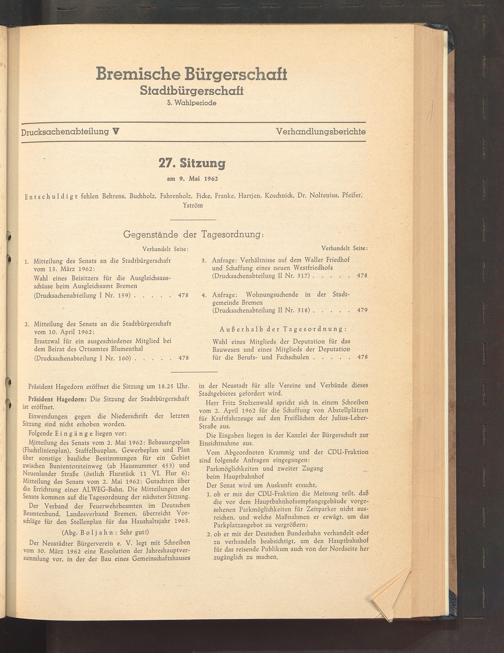 Bremische Bürgerschaft
Stadtbürgerschaft
5. Wahlperiode
Drucksachenabteilung V
Verhandlungsberichte
27. Sitzung
am 9. Mai 1962
Entschuldigt fehlen Behrens, Buchholz, Fahrenholz, Ficke, Franke, Hartjen, Koschnick, Dr. Noltenius, Pfeifer,
Yström
Gegenstände der Tagesordnung:
Verhandelt Seite:
1. Mitteilung des Senats an die Stadtbürgerschaft
vom 13. März 1962:
Wahl eines Beisitzers für die Ausgleichsaus-
schüsse beim Ausgleichsamt Bremen
(Drucksachenabteilung I Nr. 159) . . . . . 478
2. Mitteilung des Senats an die Stadtbürgerschaft
vom 10. April 1962:
Ersatzwahl für ein ausgeschiedenes Mitglied bei
dem Beirat des Ortsamtes Blumenthal
(Drucksachenabteilung I Nr. 160) . . . . . 478
Verhandelt Seite:
3. Anfrage: Verhältnisse auf dem Waller Friedhof
und Schaffung eines neuen Westfriedhofs
(Drucksachenabteilung II Nr. 317) . . . . 478
4. Anfrage: Wohnungsuchende in der Stadt-
gemeinde Bremen
(Drucksachenabteilung II Nr. 318) . . . . 479
Außerhalb der Tagesordnung:
Wahl eines Mitglieds der Deputation für das
Bauwesen und eines Mitglieds der Deputation
für die Berufs- und Fachschulen . . . . . 478
Präsident Hagedorn eröffnet die Sitzung um 18.25 Uhr.
Präsident Hagedorn: Die Sitzung der Stadtbürgerschaft
ist eröffnet.
Einwendungen gegen die Niederschrift der letzten
Sitzung sind nicht erhoben worden.
Folgende Eingänge liegen vor:
Mitteilung des Senats vom 2. Mai 1962: Bebauungsplan
(Fluchtlinienplan), Staffelbauplan, Gewerbeplan und Plan
über sonstige bauliche Bestimmungen für ein Gebiet
zwischen Buntentorsteinweg (ab Hausnummer 453) und
Neuenlander Straße (östlich Flurstück 11 VL Flur 6);
Mitteilung des Senats vom 2. Mai 1962: Gutachten über
die Errichtung einer ALWEG-Bahn. Die Mitteilungen des
Senats kommen auf die Tagesordnung der nächsten Sitzung.
Der Verband der Feuerwehrbeamten im Deutschen
Beamtenbund, Landesverband Bremen, überreicht Vor-
schläge für den Stellenplan für das Haushaltsjahr 1963.
(Abg. Boljahn: Sehr gut!)
Der Neustädter Bürgerverein e. V. legt mit Schreiben
vom 30. März 1962 eine Resolution der Jahreshauptver-
sammlung vor, in der der Bau eines Gemeinschaftshauses
in der Neustadt für alle Vereine und Verbände dieses
Stadtgebietes gefordert wird.
Herr Fritz Stolzenwald spricht sich in einem Schreiben
vom 2. April 1962 für die Schaffung von Abstellplätzen
für Kraftfahrzeuge auf den Freiflächen der Julius-Leber-
Straße aus.
Die Eingaben liegen in der Kanzlei der Bürgerschaft zur
Einsichtnahme aus.
Vom Abgeordneten Krammig und der CDU-Fraktion
sind folgende Anfragen eingegangen:
Parkmöglichkeiten und zweiter Zugang
beim Hauptbahnhof
Der Senat wird um Auskunft ersucht,
1. ob er mit der CDU-Fraktion die Meinung teilt, daß
die vor dem Hauptbahnhofsempfangsgebäude vorge-
sehenen Parkmöglichkeiten für Zeitparker nicht aus-
reichen, und welche Maßnahmen er erwägt, um das
Parkplatzangebot zu vergrößern;
2. ob er mit der Deutschen Bundesbahn verhandelt oder
zu verhandeln beabsichtigt, um den Hauptbahnhof
für das reisende Publikum auch von der Nordseite her
zugänglich zu machen.